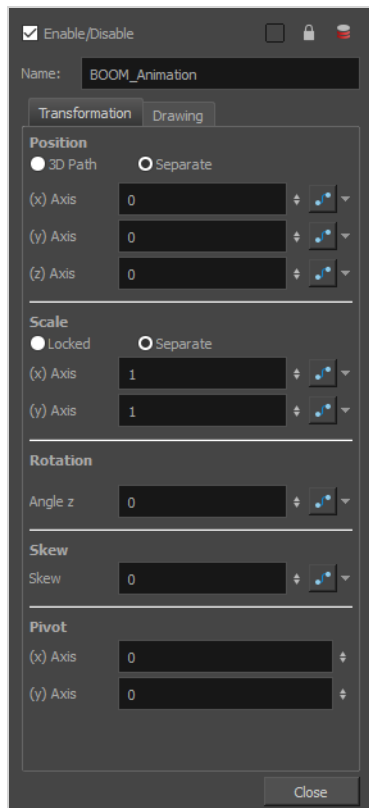 Enable/Disable
Name: BOOM_Animation
Transformation Drawing
Position
3D Path Separate
(x) Axis 0
(y) Axis 0
(z) Axis 0
Scale
Locked Separate
(x) Axis 1
(y) Axis 1
Rotation
Angle z 0
Skew
Skew 0
Pivot
(x) Axis 0
(y) Axis 0
Close